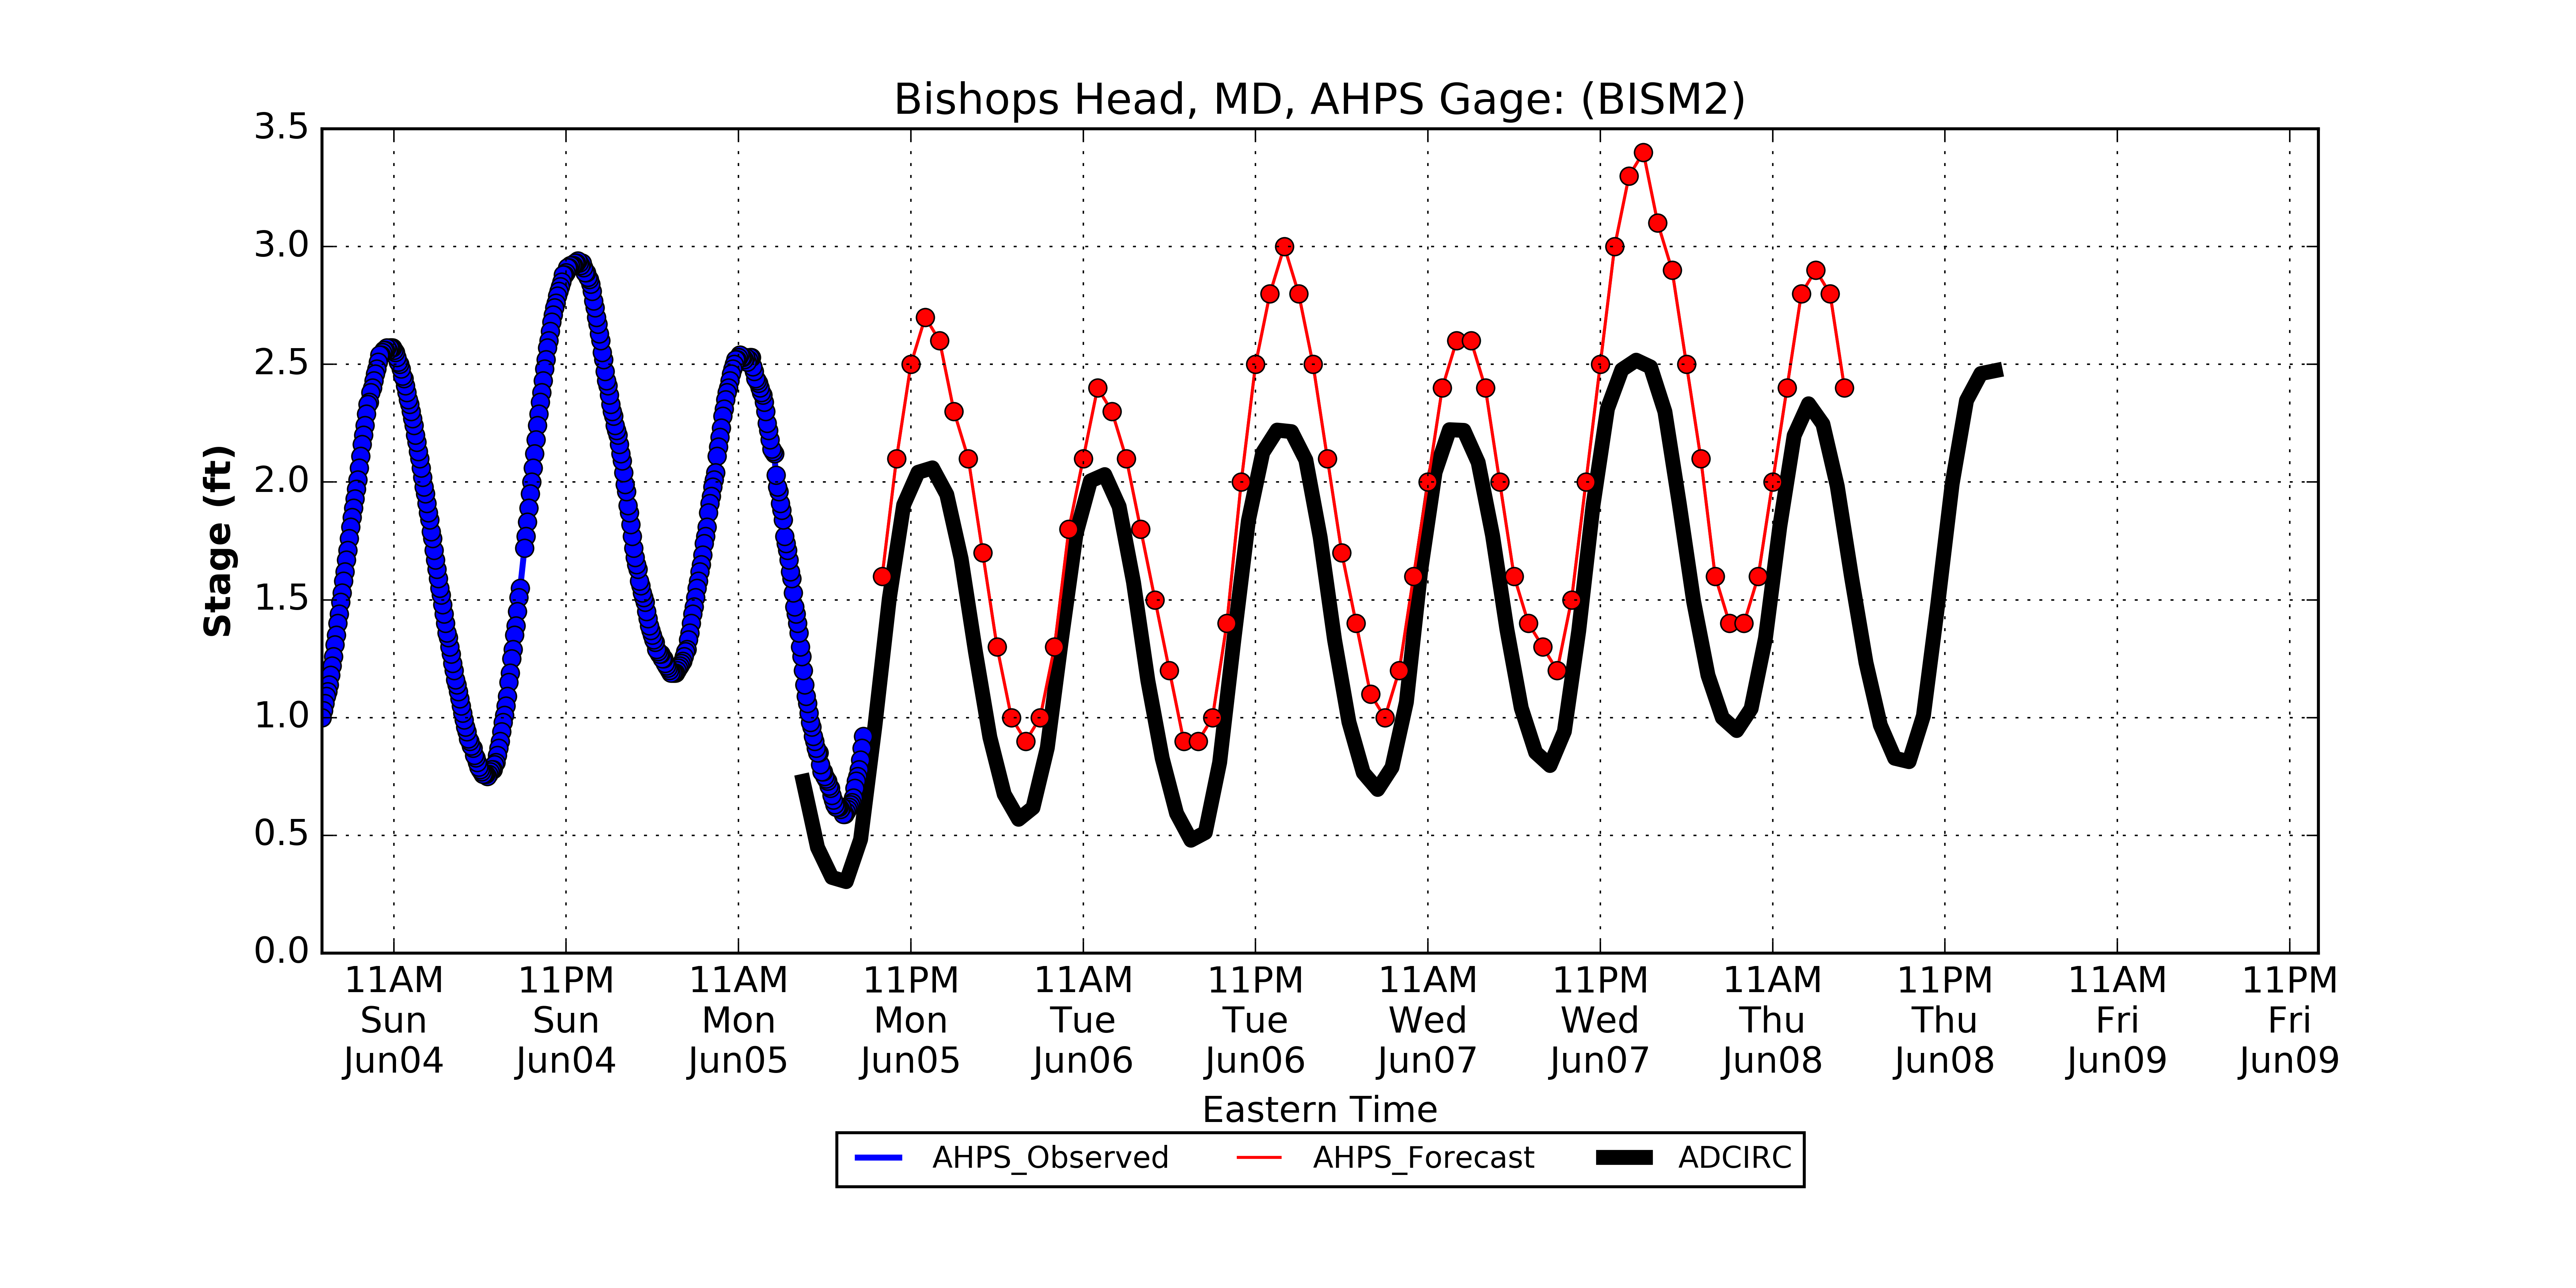 Bishops Head, MD, AHPS Gage: (BISM2)
3.5
3.0
2.5
2.0
1.5
1.0
0.5
0.0
Stage (ft)
11AM 11PM 11AM 11PM 11AM 11PM 11AM 11PM 11AM 11PM 11AM 11PM
Sun Sun Mon Mon Tue Tue Wed Wed Thu Thu Fri Fri
Jun04 Jun04 Jun05 Jun05 Jun06 Jun06 Jun07 Jun07 Jun08 Jun08 Jun09 Jun09
Eastern Time
AHPS_Observed AHPS_Forecast ADCIRC